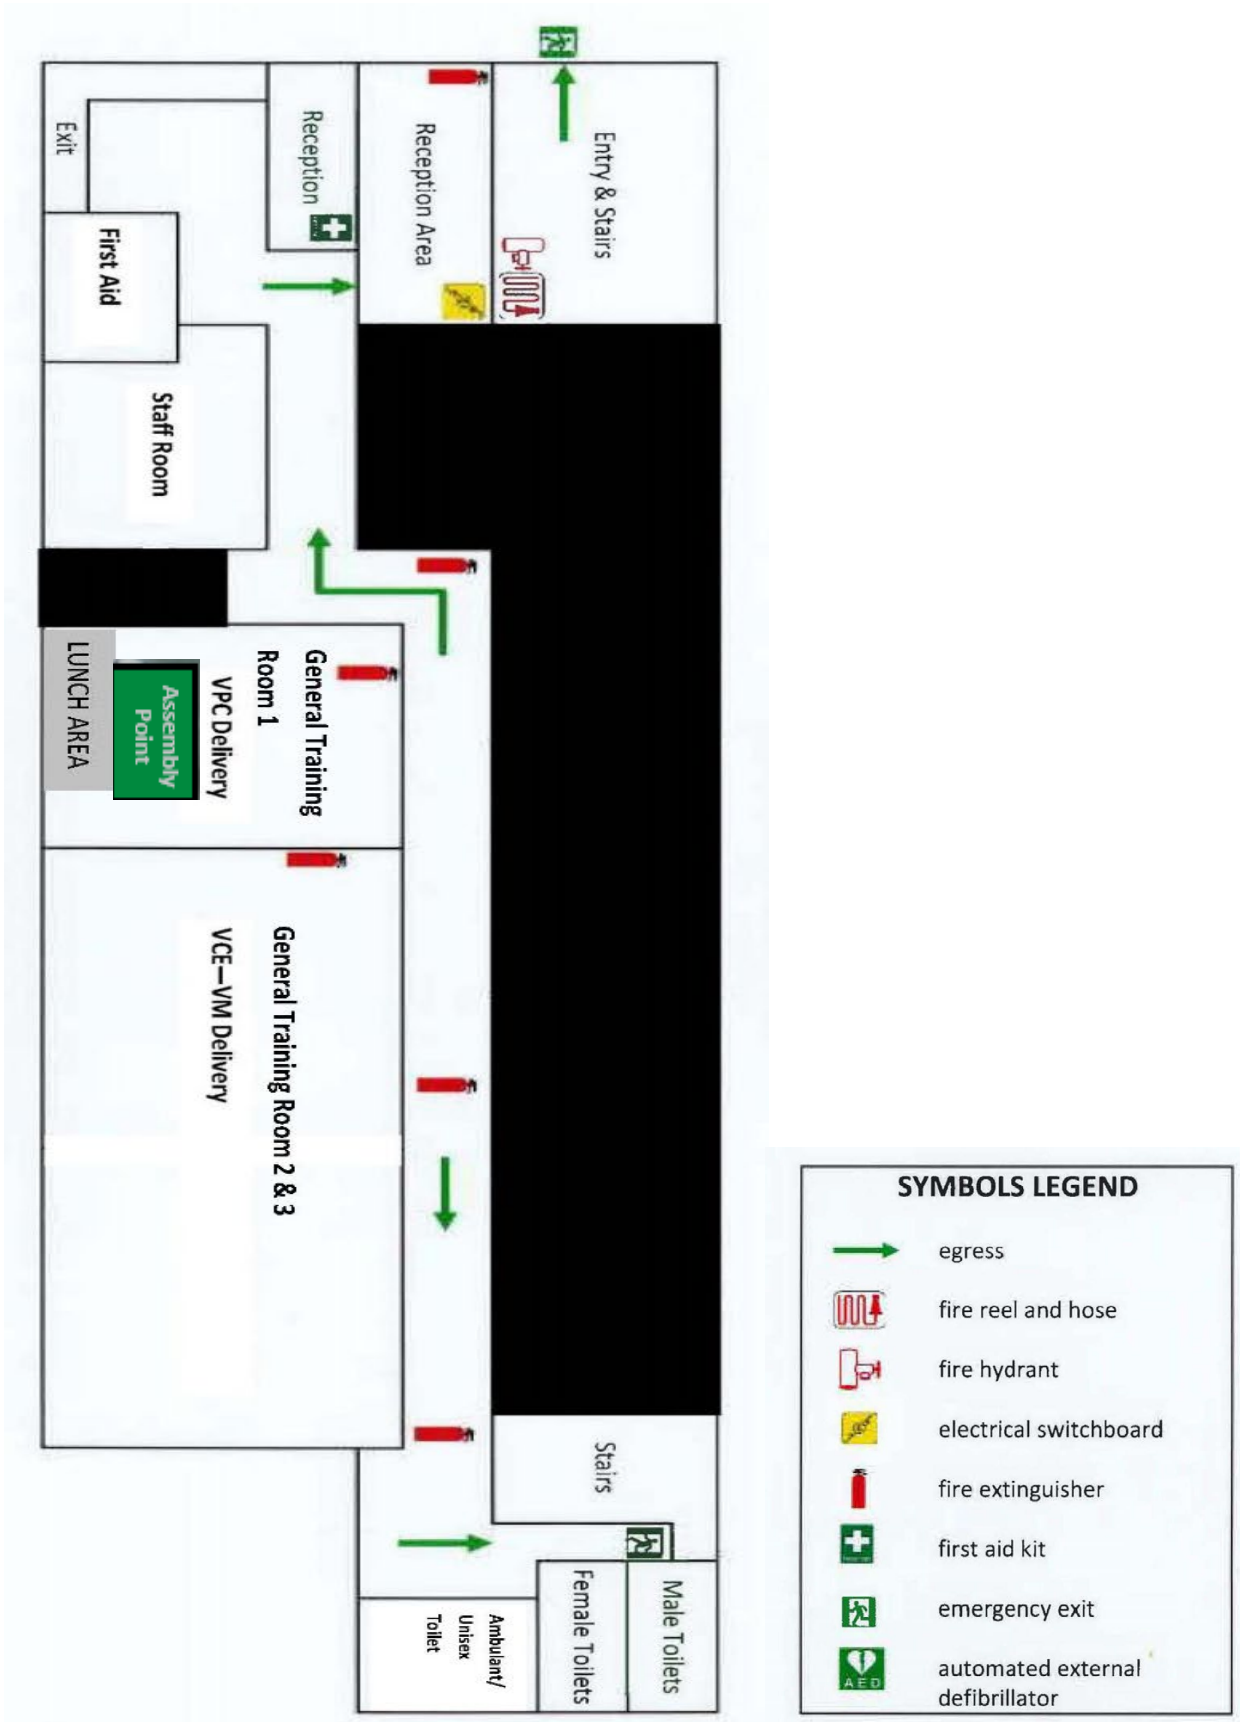 Exit
Reception
Reception Area
Entry & Stairs
First Aid
Staff Room
LUNCH AREA
Assembly
Point
General Training
Room 1
VPC Delivery
General Training Room 2 & 3
VCE—VM Delivery
Stairs
Ambulant/
Unisex
Toilet
Female Toilets
Male Toilets
SYMBOLS LEGEND
egress
fire reel and hose
fire hydrant
electrical switchboard
fire extinguisher
first aid kit
emergency exit
AED
automated external
defibrillator